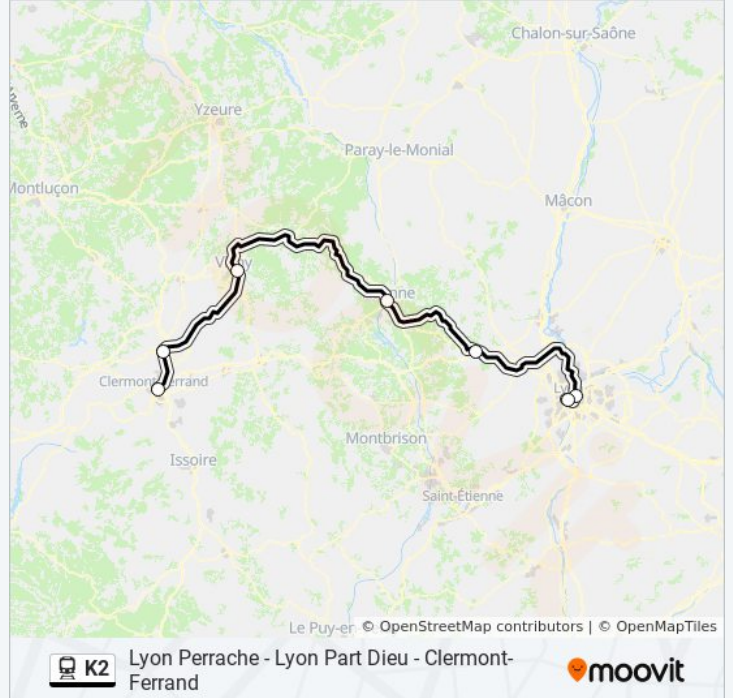 Chalon-sur-Saône
Yzeure
Paray-le-Monial
Montluçon
Mâcon
Clermont-Ferrand
Montbrison
Issoire
Saint-Étienne
© OpenStreetMap contributors | © OpenMapTiles
K2
Lyon Perrache - Lyon Part Dieu - Clermont-
Ferrand
moovit